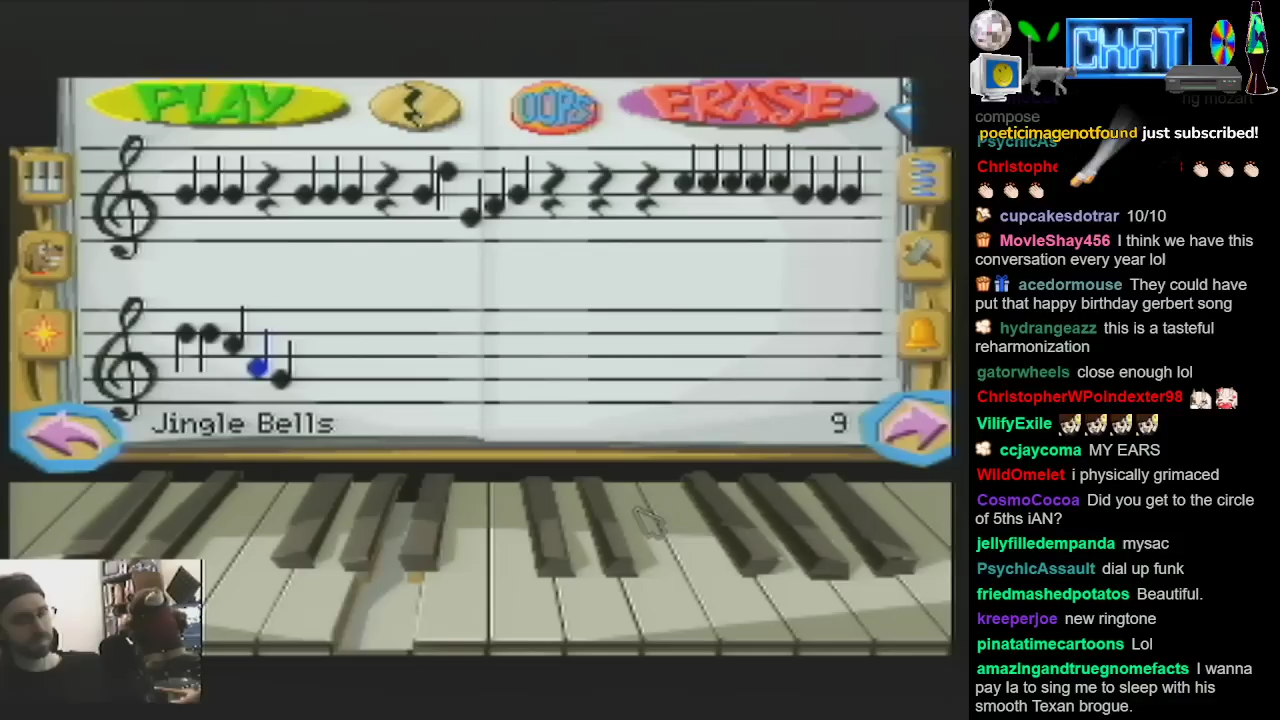 PLAY
OOPS
ERASE
Jingle Bells
9
CHAT
compose
poeticimagenotfound just subscribed!
PsychicAs
Christophe
cupcakesdotrar 10/10
MovieShay456 I think we have this
conversation every year lol
acedormouse They could have
put that happy birthday gerbert song
hydrangeazz this is a tasteful
reharmonization
gatorwheels close enough lol
ChristopherWPoindexter98
VilifyExile
ccjaycoma MY EARS
WildOmelet i physically grimaced
CosmoCocoa Did you get to the circle
of 5ths iAN?
jellyfilledempanda mysac
PsychicAssault dial up funk
friedmashedpotatos Beautiful.
kreeperjoe new ringtone
pinatatimecartoons Lol
amazingandtruegnomefacts I wanna
pay Ia to sing me to sleep with his
smooth Texan brogue.